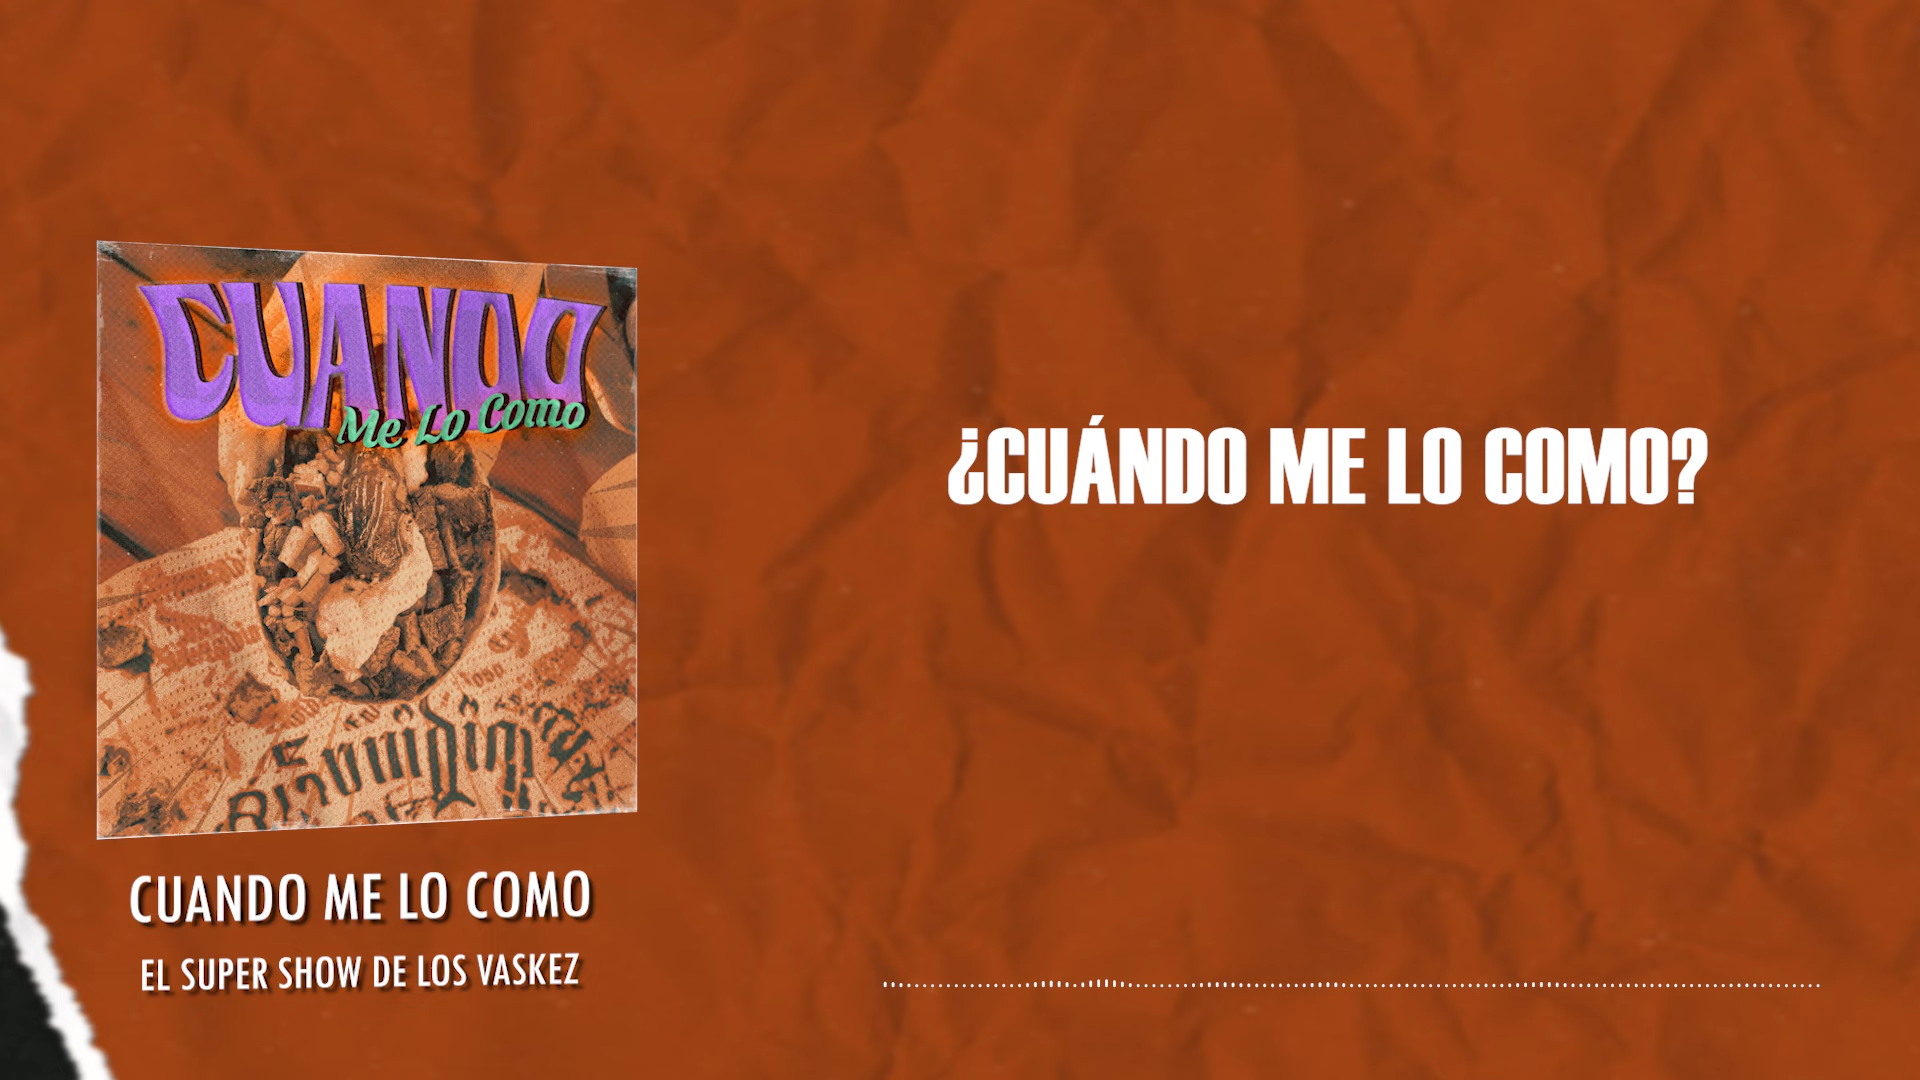 CUANDO
Me Lo Como
¿CUÁNDO ME LO COMO?
CUANDO ME LO COMO
EL SUPER SHOW DE LOS VASKEZ